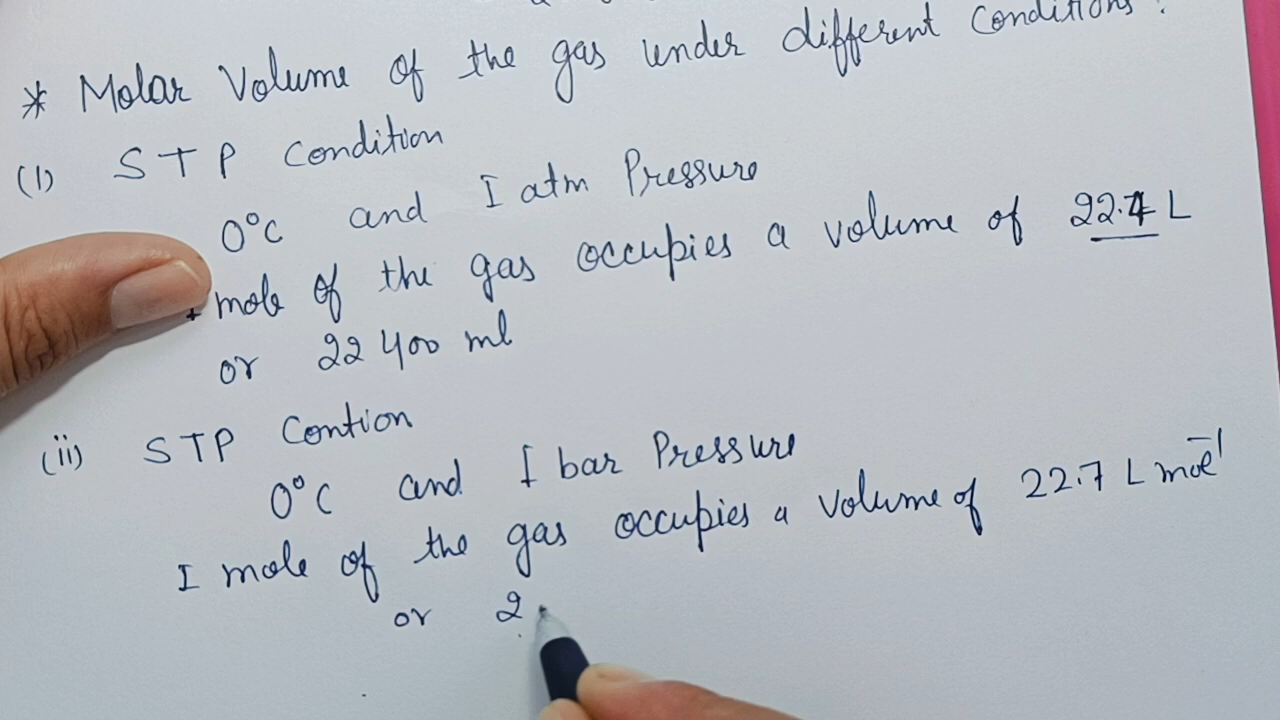 * Molar Volume of the gas under different Conditions:
(I) STP Condition
0°C and I atm Pressure
mole of the gas occupies a volume of 22.4 L
or 22400 ml
(ii) STP Contion
0°C and I bar Pressure
I mole of the gas occupies a volume of 22.7 L mol⁻¹
or 2